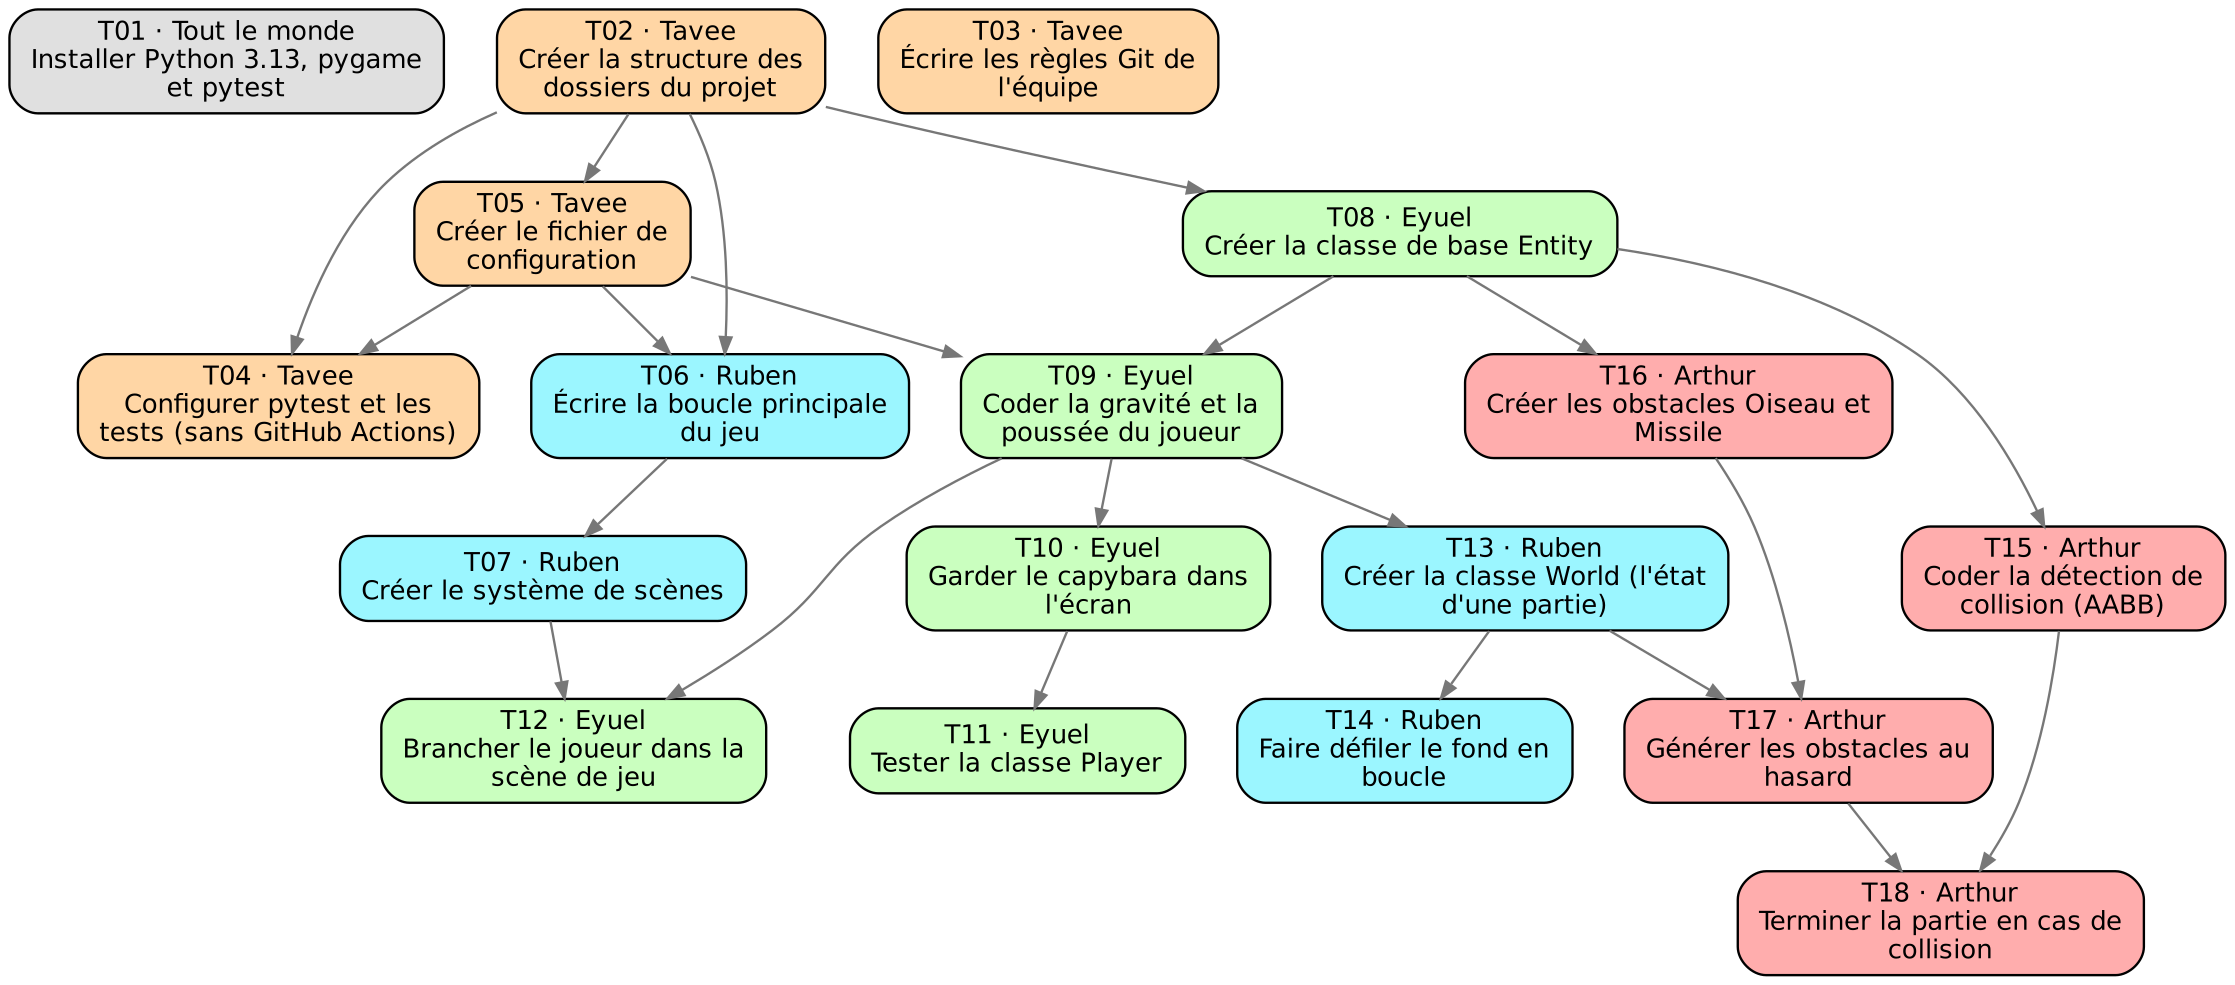 T01 · Tout le monde
Installer Python 3.13, pygame
et pytest
T02 · Tavee
Créer la structure des
dossiers du projet
T03 · Tavee
Écrire les règles Git de
l'équipe
T05 · Tavee
Créer le fichier de
configuration
T08 · Eyuel
Créer la classe de base Entity
T04 · Tavee
Configurer pytest et les
tests (sans GitHub Actions)
T06 · Ruben
Écrire la boucle principale
du jeu
T09 · Eyuel
Coder la gravité et la
poussée du joueur
T16 · Arthur
Créer les obstacles Oiseau et
Missile
T07 · Ruben
Créer le système de scènes
T10 · Eyuel
Garder le capybara dans
l'écran
T13 · Ruben
Créer la classe World (l'état
d'une partie)
T15 · Arthur
Coder la détection de
collision (AABB)
T12 · Eyuel
Brancher le joueur dans la
scène de jeu
T11 · Eyuel
Tester la classe Player
T14 · Ruben
Faire défiler le fond en
boucle
T17 · Arthur
Générer les obstacles au
hasard
T18 · Arthur
Terminer la partie en cas de
collision